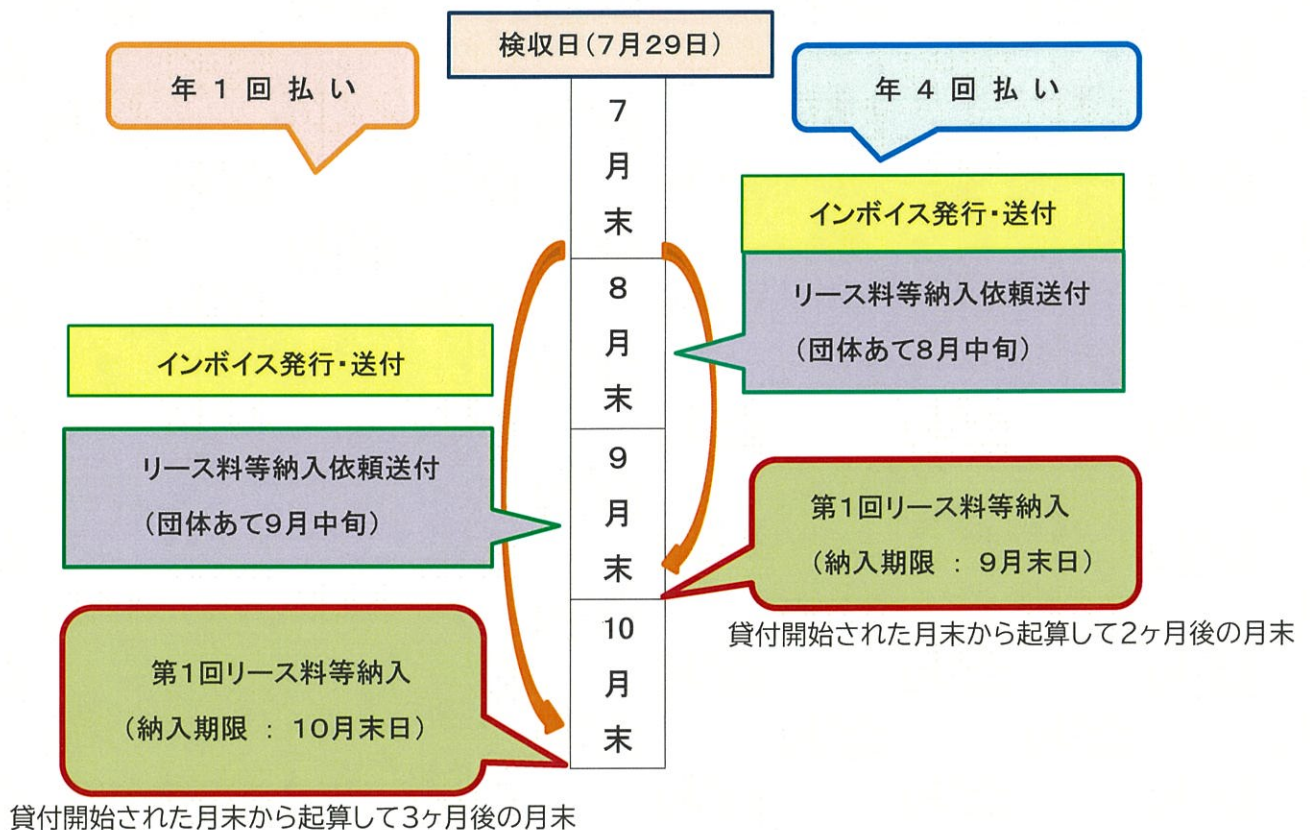 検収日(7月29日)
年 1 回 払 い
年 4 回 払 い
7
月
末
8
月
末
9
月
末
10
月
末
インボイス発行・送付
リース料等納入依頼送付
(団体あて8月中旬)
第1回リース料等納入
(納入期限 : 9月末日)
貸付開始された月末から起算して2ヶ月後の月末
インボイス発行・送付
リース料等納入依頼送付
(団体あて9月中旬)
第1回リース料等納入
(納入期限 : 10月末日)
貸付開始された月末から起算して3ヶ月後の月末